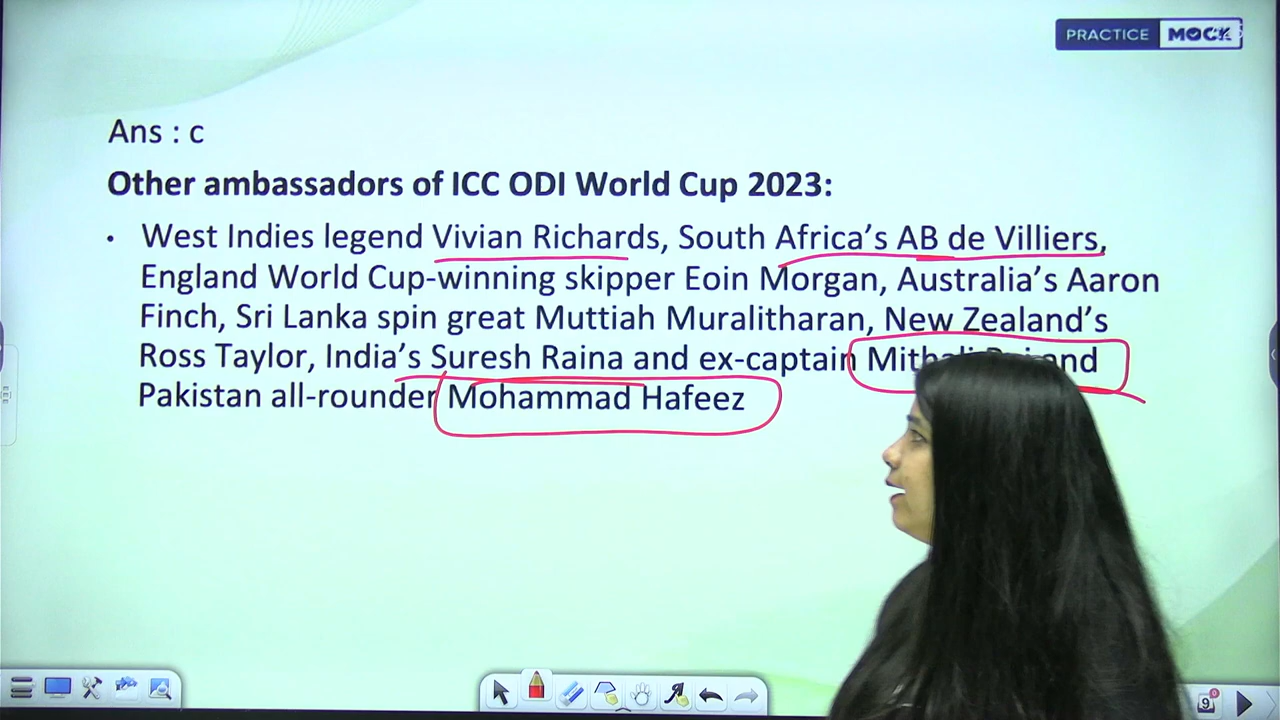 PRACTICE MOCK
Ans : c
Other ambassadors of ICC ODI World Cup 2023:
• West Indies legend Vivian Richards, South Africa's AB de Villiers,
England World Cup-winning skipper Eoin Morgan, Australia's Aaron
Finch, Sri Lanka spin great Muttiah Muralitharan, New Zealand's
Ross Taylor, India's Suresh Raina and ex-captain and
Pakistan all-rounder Mohammad Hafeez